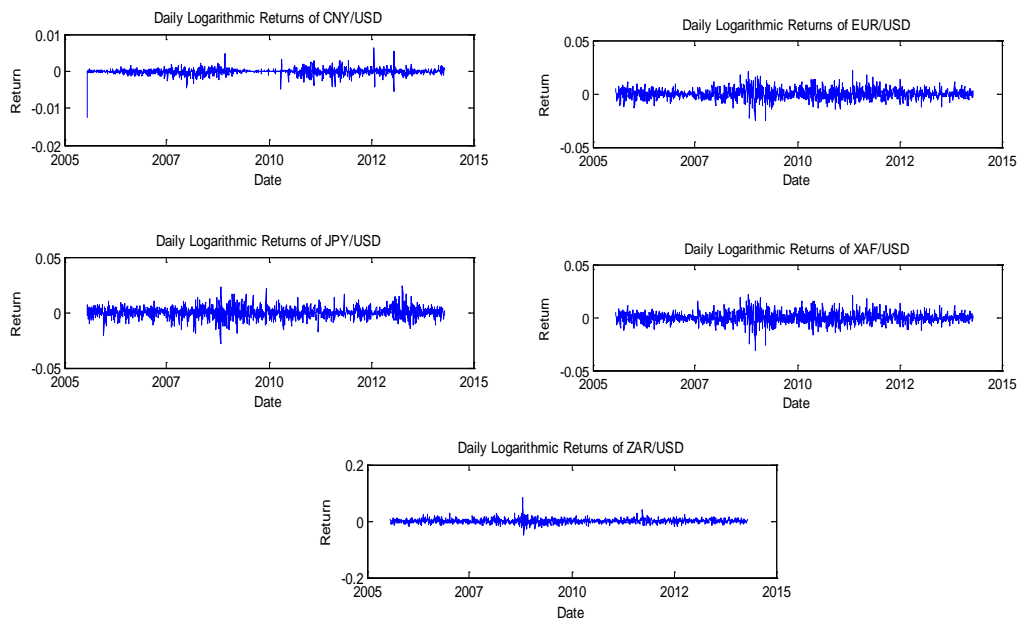 Daily Logarithmic Returns of CNY/USD
0.01
0
-0.01
-0.02
Return
2005
2007
2010
2012
2015
Date
Daily Logarithmic Returns of EUR/USD
0.05
0
-0.05
Return
2005
2007
2010
2012
2015
Date
Daily Logarithmic Returns of JPY/USD
0.05
0
-0.05
Return
2005
2007
2010
2012
2015
Date
Daily Logarithmic Returns of XAF/USD
0.05
0
-0.05
Return
2005
2007
2010
2012
2015
Date
Daily Logarithmic Returns of ZAR/USD
0.2
0
-0.2
Return
2005
2007
2010
2012
2015
Date